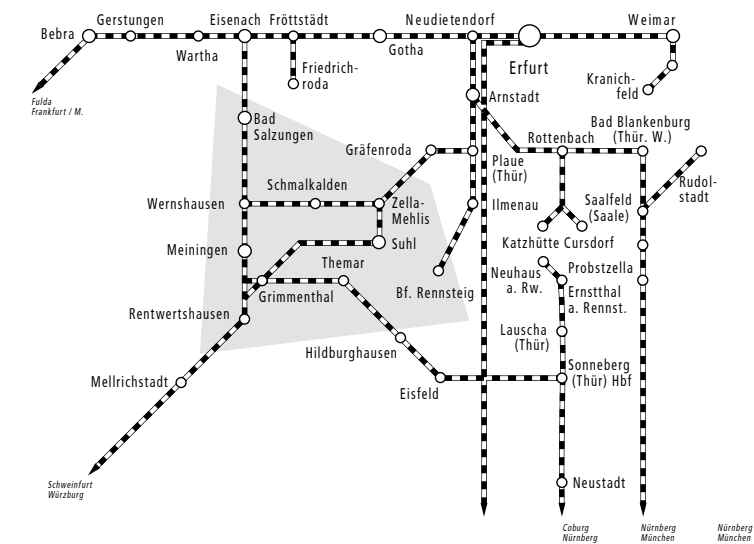 Gerstungen
Eisenach
Fröttstädt
Neudietendorf
Weimar
Bebra
Wartha
Gotha
Erfurt
Friedrich-
roda
Kranich-
feld
Fulda
Frankfurt / M.
Arnstadt
Bad
Salzungen
Bad Blankenburg
(Thür. W.)
Rottenbach
Gräfenroda
Plaue
(Thür)
Rudol-
stadt
Schmalkalden
Wernshausen
Zella-
Mehlis
Ilmenau
Saalfeld
(Saale)
Katzhütte
Cursdorf
Suhl
Meiningen
Themar
Neuhaus
a. Rw.
Probstzella
Bf. Rennsteig
Grimmenthal
Ernstthal
a. Rennst.
Rentwertshausen
Lauscha
(Thür)
Hildburghausen
Sonneberg
(Thür) Hbf
Mellrichstadt
Eisfeld
Schweinfurt
Würzburg
Neustadt
Coburg
Nürnberg
Nürnberg
München
Nürnberg
München